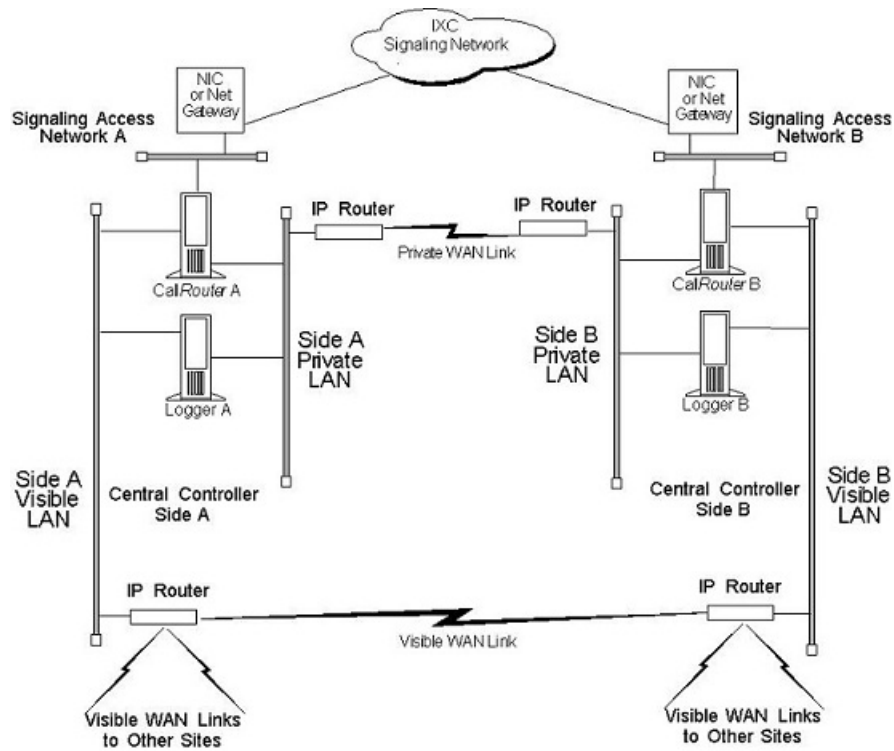 IXC
Signaling Network
NIC
or Net
Gateway
NIC
or Net
Gateway
Signaling Access
Network A
Signaling Access
Network B
IP Router
IP Router
Private WAN Link
CallRouter A
CallRouter B
Side A
Private
LAN
Side B
Private
LAN
Logger A
Logger B
Side A
Visible
LAN
Central Controller
Side A
Central Controller
Side B
Side B
Visible
LAN
IP Router
IP Router
Visible WAN Link
Visible WAN Links
to Other Sites
Visible WAN Links
to Other Sites